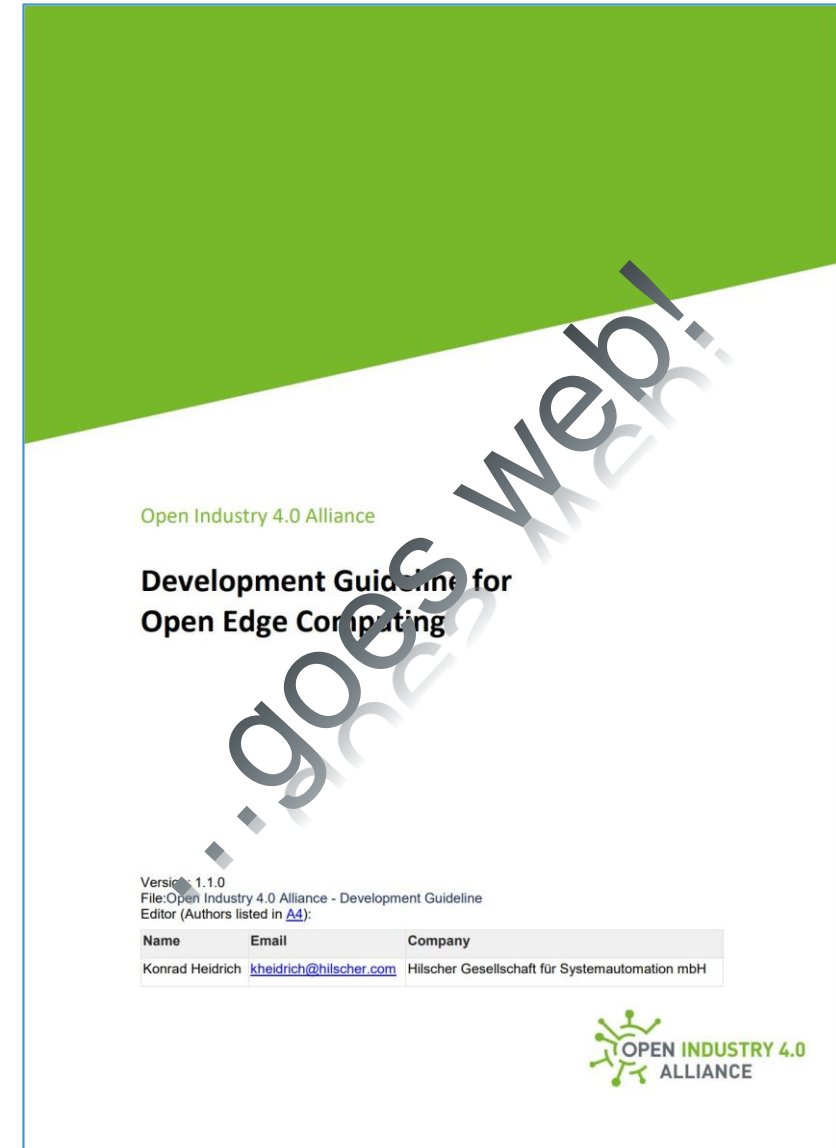 Open Industry 4.0 Alliance
Development Guideline for
Open Edge Computing
...goes web!
Version: 1.1.0
File:Open Industry 4.0 Alliance - Development Guideline
Editor (Authors listed in A4):
Name Email Company
Konrad Heidrich kheidrich@hilscher.com Hilscher Gesellschaft für Systemautomation mbH
OPEN INDUSTRY 4.0
ALLIANCE